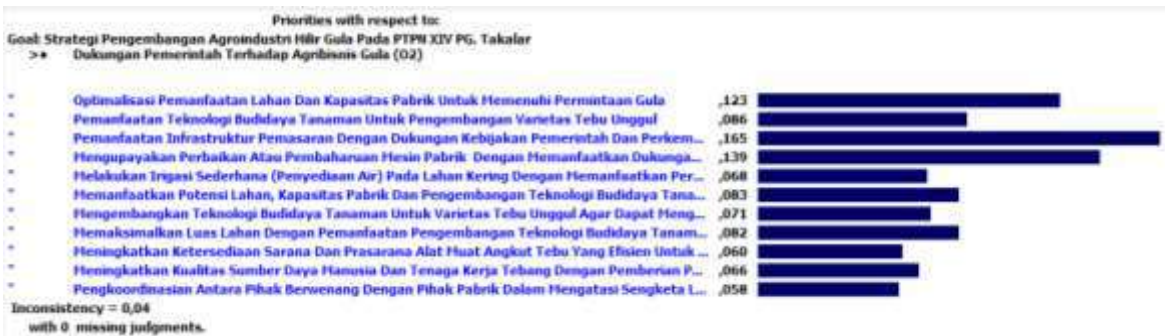 Priorities with respect to:
Goal: Strategi Pengembangan Agroindustri Hilir Gula Pada PTPN XIV PG. Takalar
>* Dukungan Pemerintah Terhadap Agribisnis Gula (O2)
Optimalisasi Pemanfaatan Lahan Dan Kapasitas Pabrik Untuk Memenuhi Permintaan Gula ,123
Pemanfaatan Teknologi Budidaya Tanaman Untuk Pengembangan Varietas Tebu Unggul ,086
Pemanfaatan Infrastruktur Pemasaran Dengan Dukungan Kebijakan Pemerintah Dan Perkem... ,165
Mengupayakan Perbaikan Atau Pembaharuan Mesin Pabrik Dengan Memanfaatkan Dukunga... ,139
Melakukan Irigasi Sederhana (Penyediaan Air) Pada Lahan Kering Dengan Memanfaatkan Per... ,068
Memanfaatkan Potensi Lahan, Kapasitas Pabrik Dan Pengembangan Teknologi Budidaya Tana... ,083
Mengembangkan Teknologi Budidaya Tanaman Untuk Varietas Tebu Unggul Agar Dapat Meng... ,071
Memaksimalkan Luas Lahan Dengan Pemanfaatan Pengembangan Teknologi Budidaya Tanam... ,082
Meningkatkan Ketersediaan Sarana Dan Prasarana Alat Muat Angkut Tebu Yang Efisien Untuk ... ,060
Meningkatkan Kualitas Sumber Daya Manusia Dan Tenaga Kerja Tebang Dengan Pemberian P... ,066
Pengkoordinasian Antara Pihak Berwenang Dengan Pihak Pabrik Dalam Mengatasi Sengketa L... ,058
Inconsistency = 0,04
with 0 missing judgments.